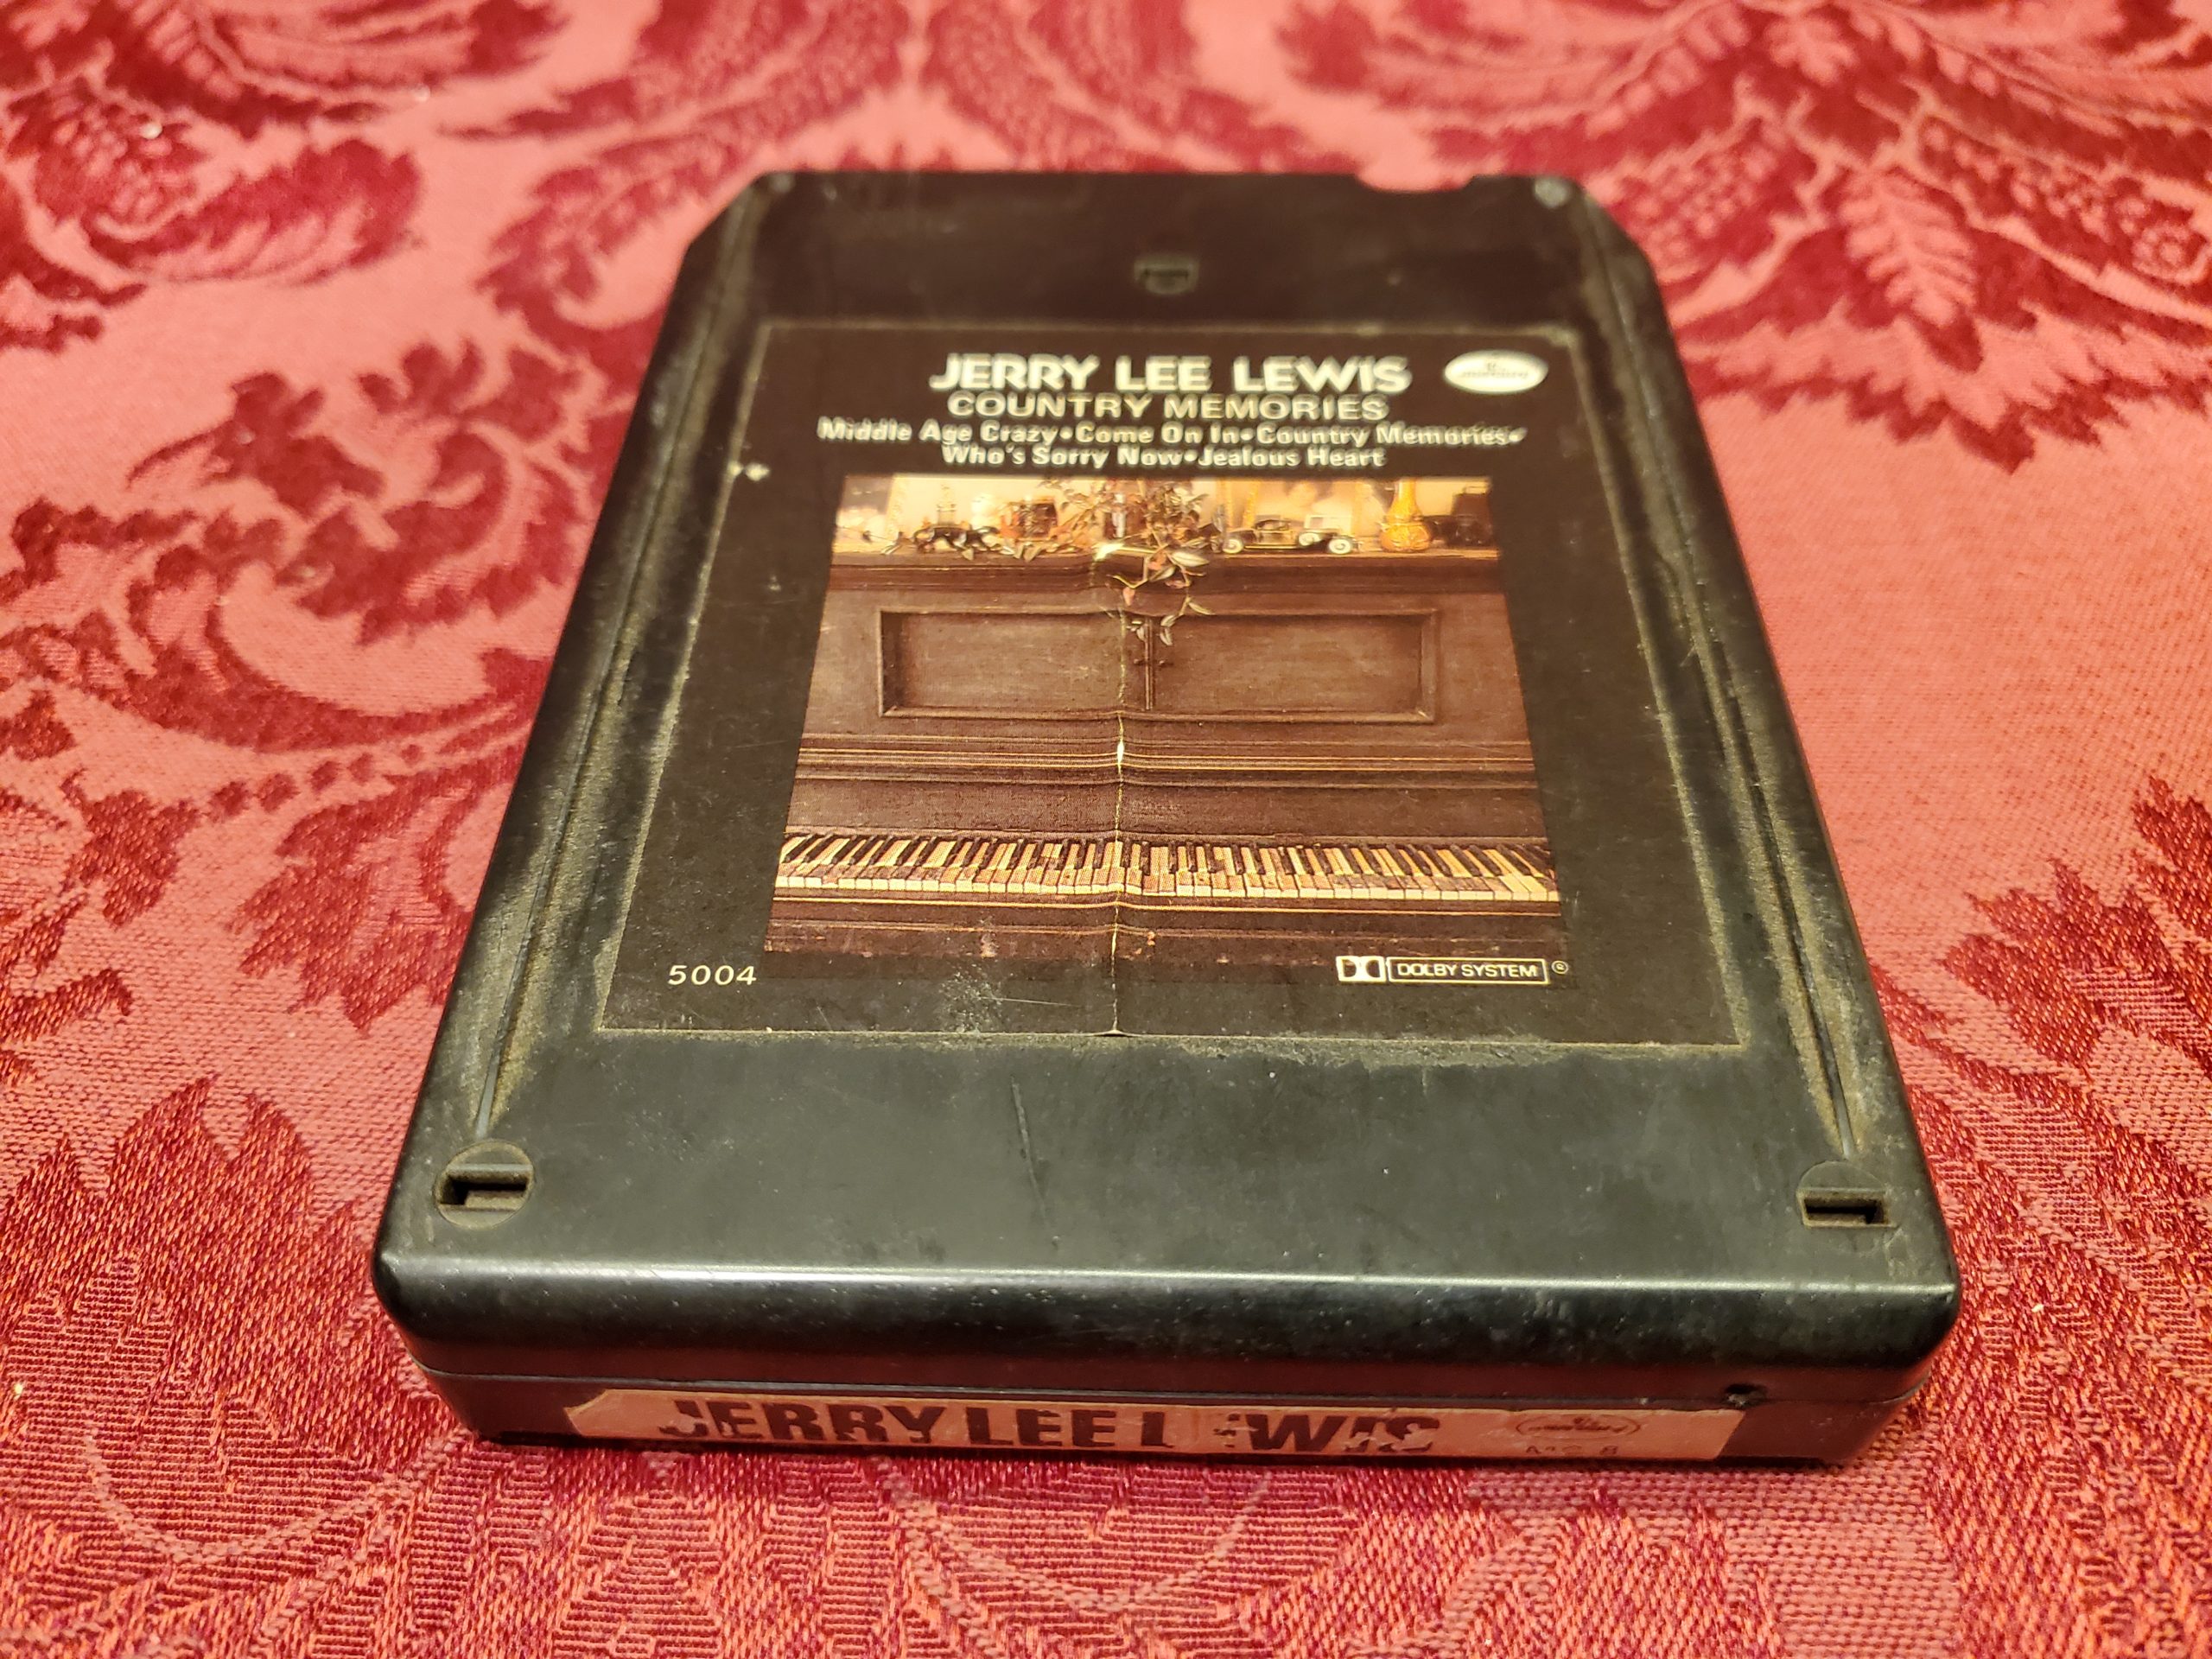 JERRY LEE LEWIS
COUNTRY MEMORIES
Middle Age Crazy•Come On In•Country Memories•
Who's Sorry Now•Jealous Heart
5004
DOLBY SYSTEM ®
JERRY LEE LEWIS